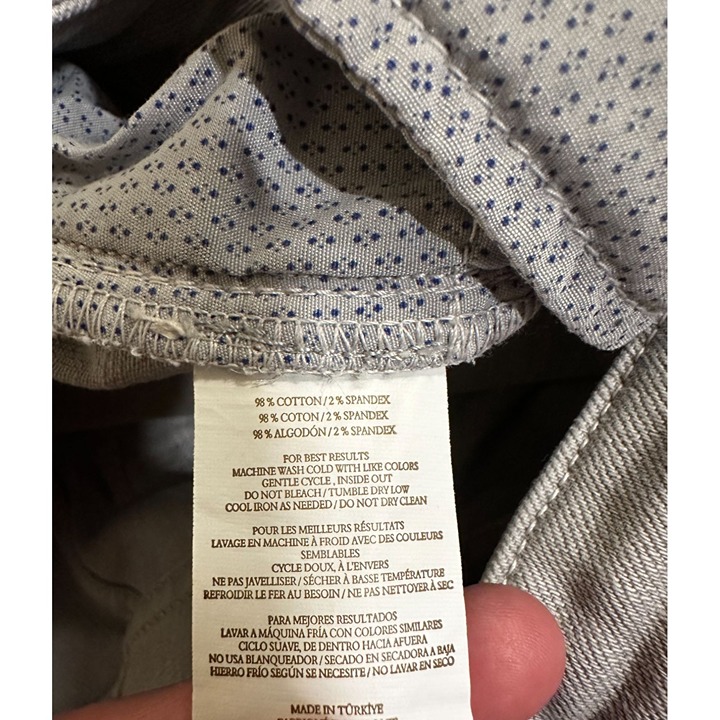 98 % COTTON / 2 % SPANDEX
98 % COTON / 2 % SPANDEX
98 % ALGODÓN / 2 % SPANDEX
FOR BEST RESULTS
MACHINE WASH COLD WITH LIKE COLORS
GENTLE CYCLE , INSIDE OUT
DO NOT BLEACH / TUMBLE DRY LOW
COOL IRON AS NEEDED / DO NOT DRY CLEAN
POUR LES MEILLEURS RÉSULTATS
LAVAGE EN MACHINE À FROID AVEC DES COULEURS
SEMBLABLES
CYCLE DOUX, À L'ENVERS
NE PAS JAVELLISER / SÉCHER À BASSE TEMPÉRATURE
REFROIDIR LE FER AU BESOIN / NE PAS NETTOYER À SEC
PARA MEJORES RESULTADOS
LAVAR A MÁQUINA FRÍA CON COLORES SIMILARES
CICLO SUAVE, DE DENTRO HACIA AFUERA
NO USA BLANQUEADOR / SECADO EN SECADORA A BAJA
HIERRO FRÍO SEGÚN SE NECESITE / NO LAVAR EN SECO
MADE IN TÜRKİYE